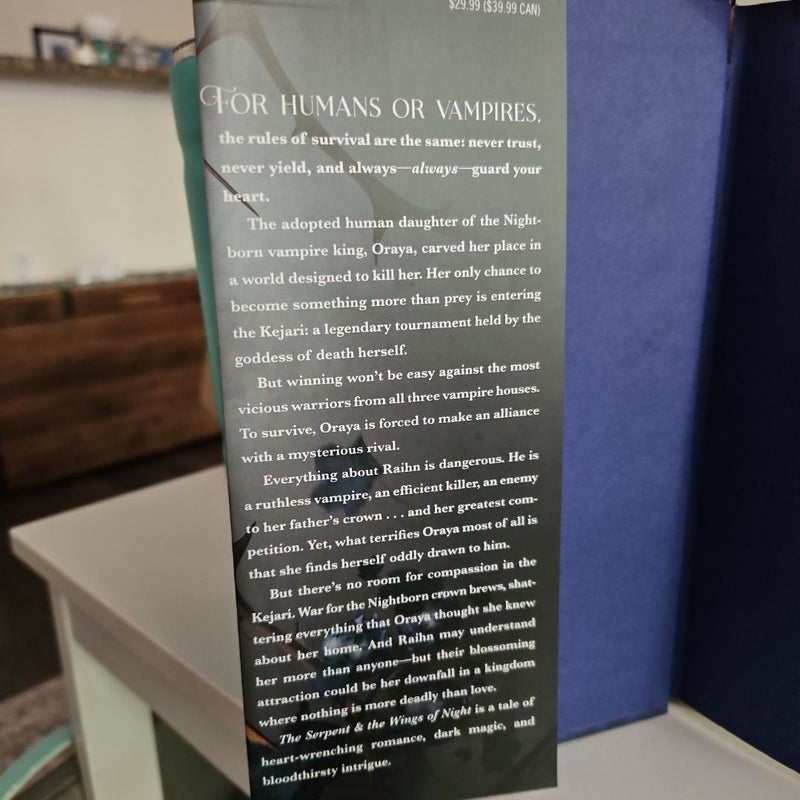 $29.99 ($39.99 CAN)
FOR HUMANS OR VAMPIRES,
the rules of survival are the same: never trust,
never yield, and always—always—guard your
heart.
The adopted human daughter of the Night-
born vampire king, Oraya, carved her place in
a world designed to kill her. Her only chance to
become something more than prey is entering
the Kejari: a legendary tournament held by the
goddess of death herself.
But winning won't be easy against the most
vicious warriors from all three vampire houses.
To survive, Oraya is forced to make an alliance
with a mysterious rival.
Everything about Raihn is dangerous. He is
a ruthless vampire, an efficient killer, an enemy
to her father's crown . . . and her greatest com-
petition. Yet, what terrifies Oraya most of all is
that she finds herself oddly drawn to him.
But there's no room for compassion in the
Kejari. War for the Nightborn crown brews, shat-
tering everything that Oraya thought she knew
about her home. And Raihn may understand
her more than anyone—but their blossoming
attraction could be her downfall in a kingdom
where nothing is more deadly than love.
The Serpent & the Wings of Night is a tale of
heart-wrenching romance, dark magic, and
bloodthirsty intrigue.